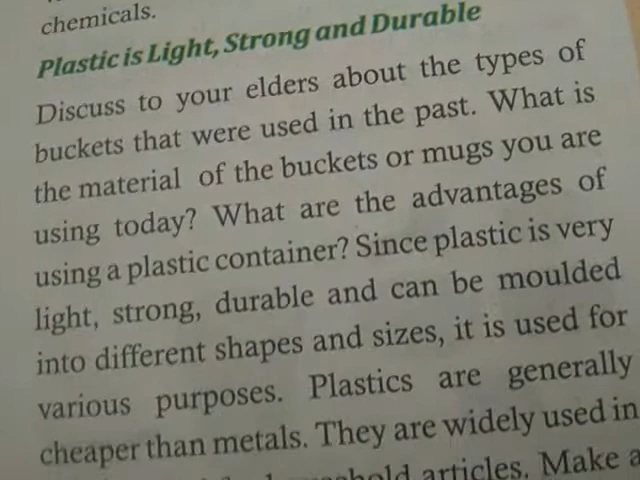 chemicals.
Plastic is Light, Strong and Durable
Discuss to your elders about the types of
buckets that were used in the past. What is
the material of the buckets or mugs you are
using today? What are the advantages of
using a plastic container? Since plastic is very
light, strong, durable and can be moulded
into different shapes and sizes, it is used for
various purposes. Plastics are generally
cheaper than metals. They are widely used in
articles. Make a